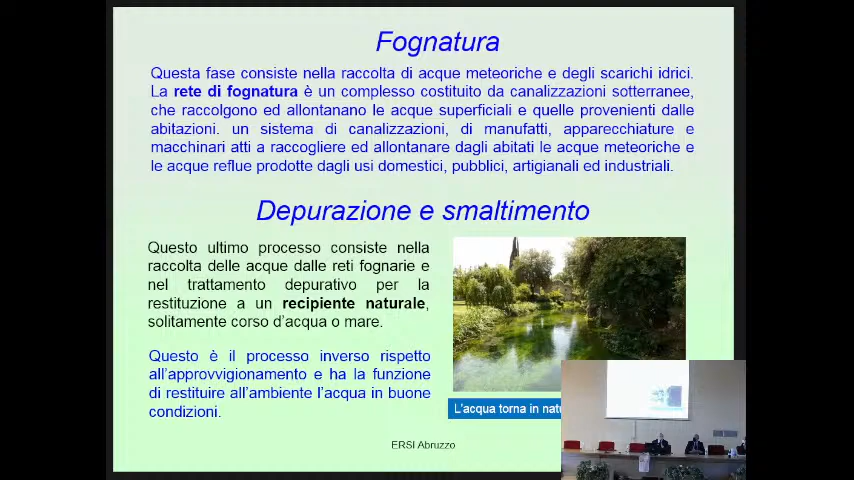 Fognatura
Questa fase consiste nella raccolta di acque meteoriche e degli scarichi idrici.
La rete di fognatura è un complesso costituito da canalizzazioni sotterranee,
che raccolgono ed allontanano le acque superficiali e quelle provenienti dalle
abitazioni. un sistema di canalizzazioni, di manufatti, apparecchiature e
macchinari atti a raccogliere ed allontanare dagli abitati le acque meteoriche e
le acque reflue prodotte dagli usi domestici, pubblici, artigianali ed industriali.
Depurazione e smaltimento
Questo ultimo processo consiste nella
raccolta delle acque dalle reti fognarie e
nel trattamento depurativo per la
restituzione a un recipiente naturale,
solitamente corso d'acqua o mare.
Questo è il processo inverso rispetto
all'approvvigionamento e ha la funzione
di restituire all'ambiente l'acqua in buone
condizioni.
L'acqua torna in
ERSI Abruzzo